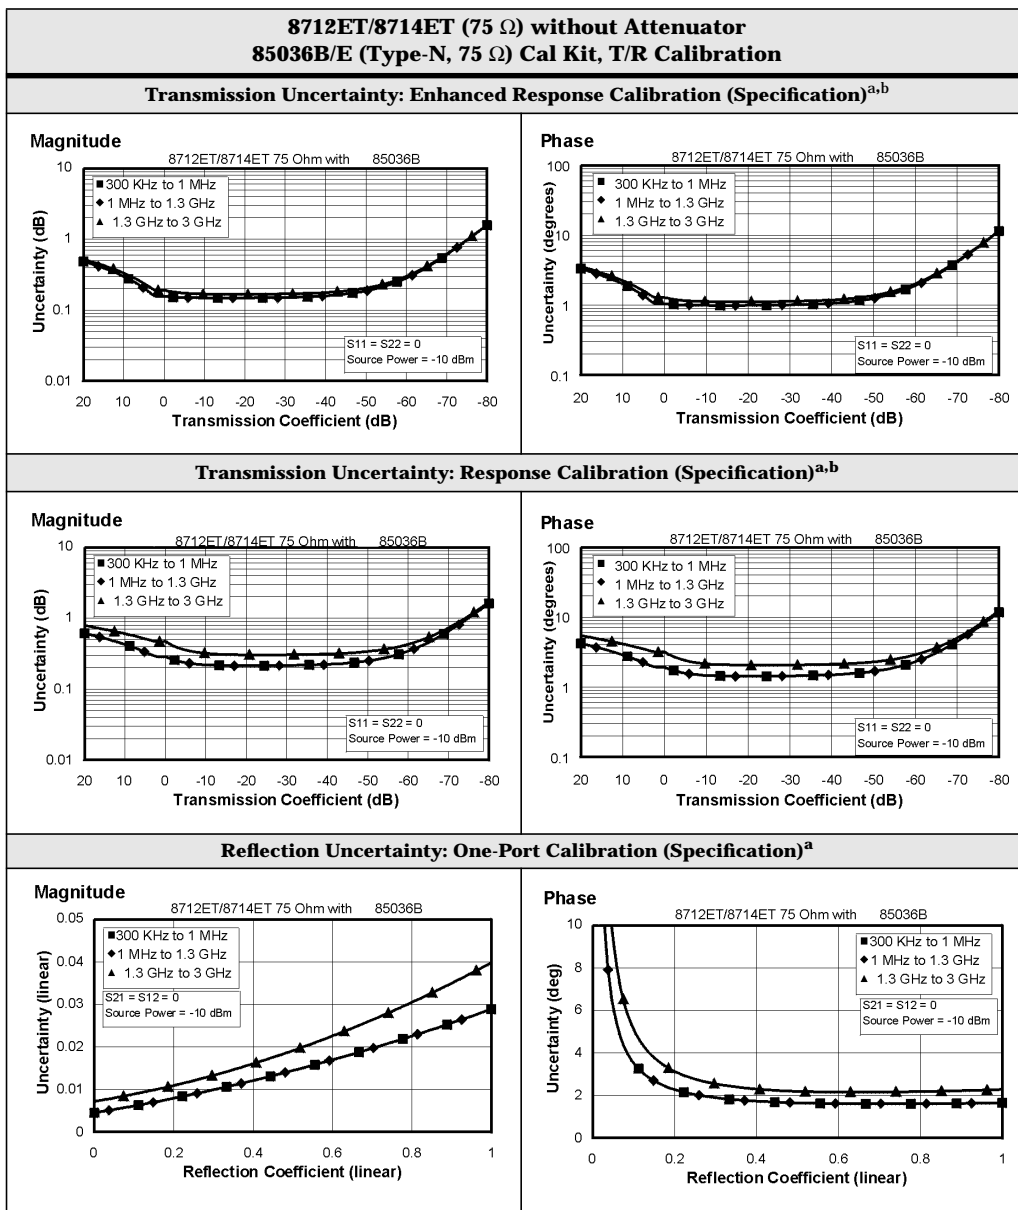 8712ET/8714ET (75 Ω) without Attenuator
85036B/E (Type-N, 75 Ω) Cal Kit, T/R Calibration
Transmission Uncertainty: Enhanced Response Calibration (Specification)a,b
Magnitude
8712ET/8714ET 75 Ohm with 85036B
300 KHz to 1 MHz
1 MHz to 1.3 GHz
1.3 GHz to 3 GHz
S11 = S22 = 0
Source Power = -10 dBm
Uncertainty (dB)
10
1
0.1
0.01
20 10 0 -10 -20 -30 -40 -50 -60 -70 -80
Transmission Coefficient (dB)
Phase
8712ET/8714ET 75 Ohm with 85036B
300 KHz to 1 MHz
1 MHz to 1.3 GHz
1.3 GHz to 3 GHz
S11 = S22 = 0
Source Power = -10 dBm
Uncertainty (degrees)
100
10
1
0.1
20 10 0 -10 -20 -30 -40 -50 -60 -70 -80
Transmission Coefficient (dB)
Transmission Uncertainty: Response Calibration (Specification)a,b
Magnitude
8712ET/8714ET 75 Ohm with 85036B
300 KHz to 1 MHz
1 MHz to 1.3 GHz
1.3 GHz to 3 GHz
S11 = S22 = 0
Source Power = -10 dBm
Uncertainty (dB)
10
1
0.1
0.01
20 10 0 -10 -20 -30 -40 -50 -60 -70 -80
Transmission Coefficient (dB)
Phase
8712ET/8714ET 75 Ohm with 85036B
300 KHz to 1 MHz
1 MHz to 1.3 GHz
1.3 GHz to 3 GHz
S11 = S22 = 0
Source Power = -10 dBm
Uncertainty (degrees)
100
10
1
0.1
20 10 0 -10 -20 -30 -40 -50 -60 -70 -80
Transmission Coefficient (dB)
Reflection Uncertainty: One-Port Calibration (Specification)a
Magnitude
8712ET/8714ET 75 Ohm with 85036B
300 KHz to 1 MHz
1 MHz to 1.3 GHz
1.3 GHz to 3 GHz
S21 = S12 = 0
Source Power = -10 dBm
Uncertainty (linear)
0.05
0.04
0.03
0.02
0.01
0
0 0.2 0.4 0.6 0.8 1
Reflection Coefficient (linear)
Phase
8712ET/8714ET 75 Ohm with 85036B
300 KHz to 1 MHz
1 MHz to 1.3 GHz
1.3 GHz to 3 GHz
S21 = S12 = 0
Source Power = -10 dBm
Uncertainty (deg)
10
8
6
4
2
0
0 0.2 0.4 0.6 0.8 1
Reflection Coefficient (linear)